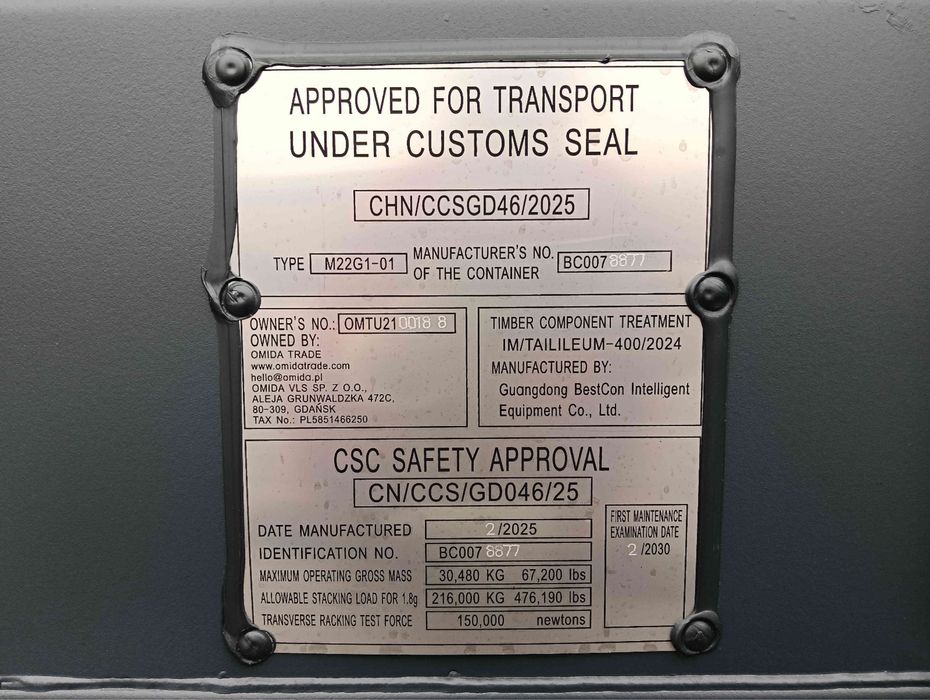 APPROVED FOR TRANSPORT
UNDER CUSTOMS SEAL
CHN/CCSGD46/2025
TYPE M22G1-01
MANUFACTURER'S NO. OF THE CONTAINER BC0078877
OWNER'S NO.: OMTU210018 8
OWNED BY:
OMIDA TRADE
www.omidatrade.com
hello@omida.pl
OMIDA VLS SP. Z O.O.,
ALEJA GRUNWALDZKA 472C,
80-309, GDAŃSK
TAX No.: PL5851466250
TIMBER COMPONENT TREATMENT
IM/TAILILEUM-400/2024
MANUFACTURED BY:
Guangdong BestCon Intelligent
Equipment Co., Ltd.
CSC SAFETY APPROVAL
CN/CCS/GD046/25
DATE MANUFACTURED 2/2025
IDENTIFICATION NO. BC0078877
MAXIMUM OPERATING GROSS MASS 30,480 KG 67,200 lbs
ALLOWABLE STACKING LOAD FOR 1.8g 216,000 KG 476,190 lbs
TRANSVERSE RACKING TEST FORCE 150,000 newtons
FIRST MAINTENANCE
EXAMINATION DATE
2/2030